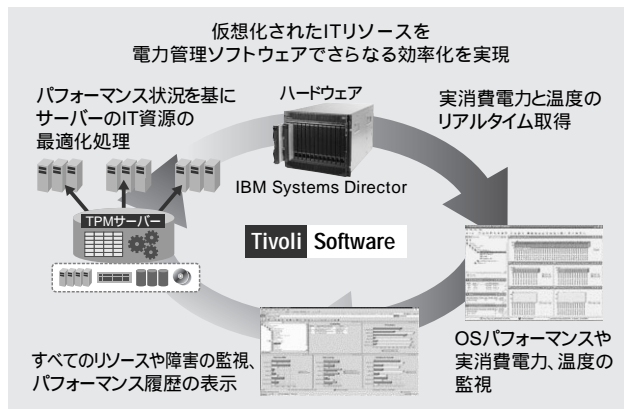 仮想化されたITリソースを
電力管理ソフトウェアでさらなる効率化を実現
パフォーマンス状況を基に
サーバーのIT資源の
最適化処理
ハードウェア
実消費電力と温度の
リアルタイム取得
IBM Systems Director
TPMサーバー
Tivoli Software
すべてのリソースや障害の監視、
パフォーマンス履歴の表示
OSパフォーマンスや
実消費電力、温度の
監視